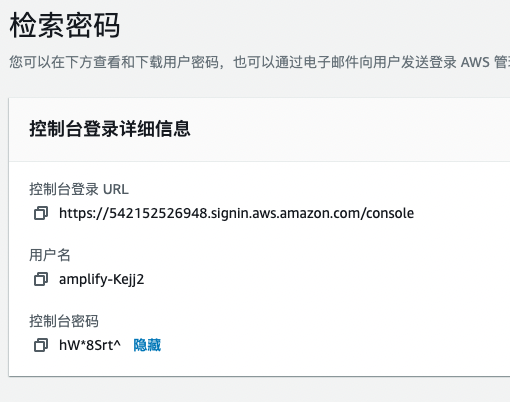 检索密码
您可以在下方查看和下载用户密码，也可以通过电子邮件向用户发送登录 AWS 管
控制台登录详细信息
控制台登录 URL
https://542152526948.signin.aws.amazon.com/console
用户名
amplify-Kejj2
控制台密码
hW*8Srt^ 隐藏